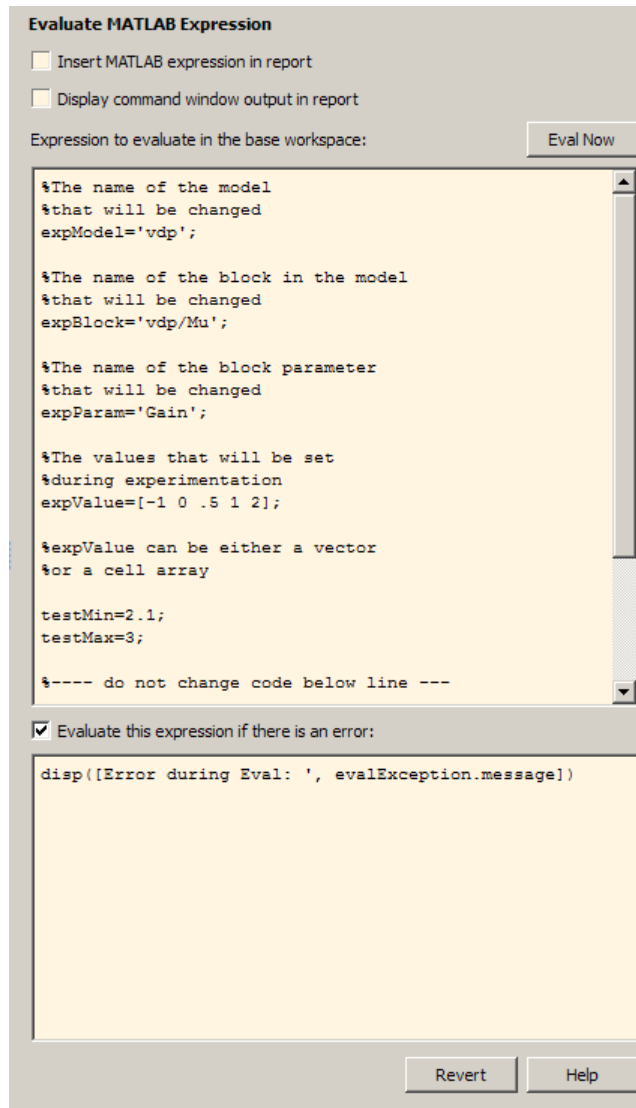 Evaluate MATLAB Expression
Insert MATLAB expression in report
Display command window output in report
Expression to evaluate in the base workspace:
Eval Now
%The name of the model
%that will be changed
expModel='vdp';
%The name of the block in the model
%that will be changed
expBlock='vdp/Mu';
%The name of the block parameter
%that will be changed
expParam='Gain';
%The values that will be set
%during experimentation
expValue=[-1 0 .5 1 2];
%expValue can be either a vector
%or a cell array
testMin=2.1;
testMax=3;
%---- do not change code below line ---
Evaluate this expression if there is an error:
disp([Error during Eval: ', evalException.message])
Revert
Help